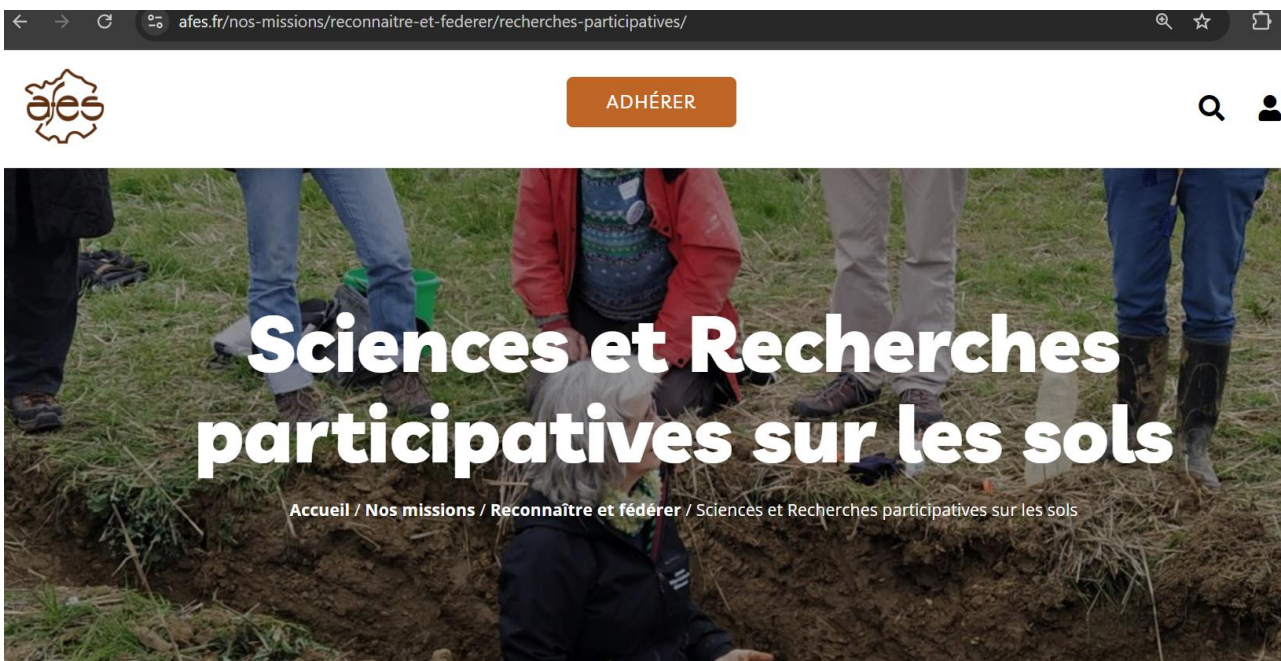 afes.fr/nos-missions/reconnaitre-et-federer/recherches-participatives/
afes
ADHÉRER
Sciences et Recherches
participatives sur les sols
Accueil / Nos missions / Reconnaître et fédérer / Sciences et Recherches participatives sur les sols